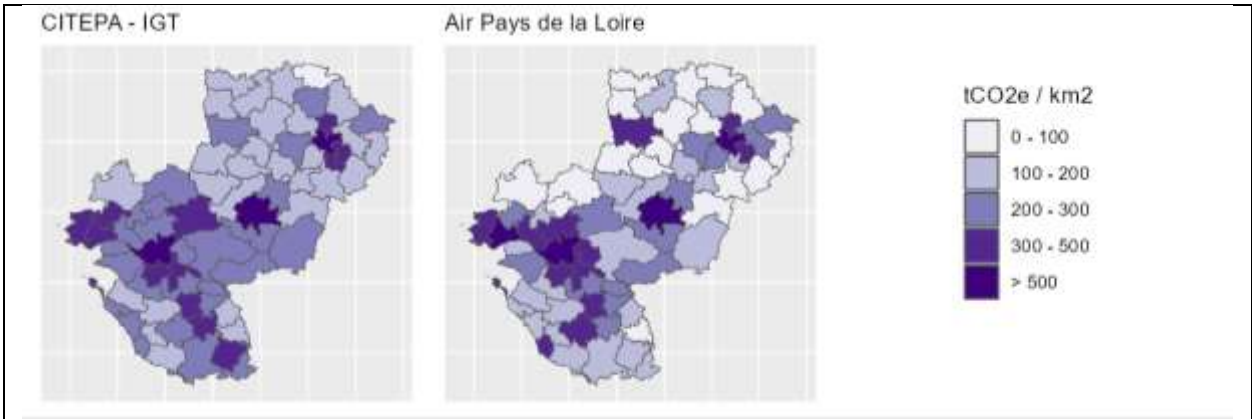 CITEPA - IGT
Air Pays de la Loire
tCO2e / km2
0 - 100
100 - 200
200 - 300
300 - 500
> 500